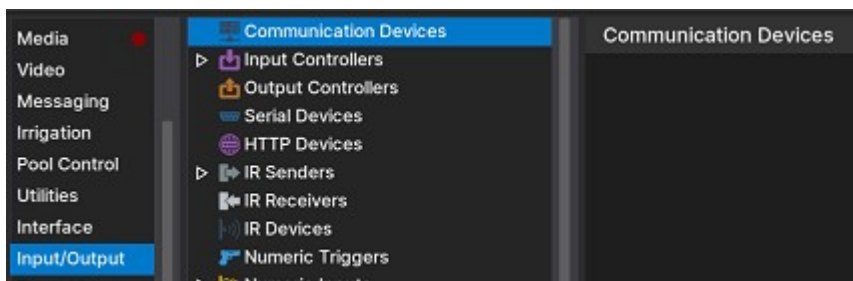 Media
Video
Messaging
Irrigation
Pool Control
Utilities
Interface
Input/Output
Communication Devices
Input Controllers
Output Controllers
Serial Devices
HTTP Devices
IR Senders
IR Receivers
IR Devices
Numeric Triggers
Communication Devices